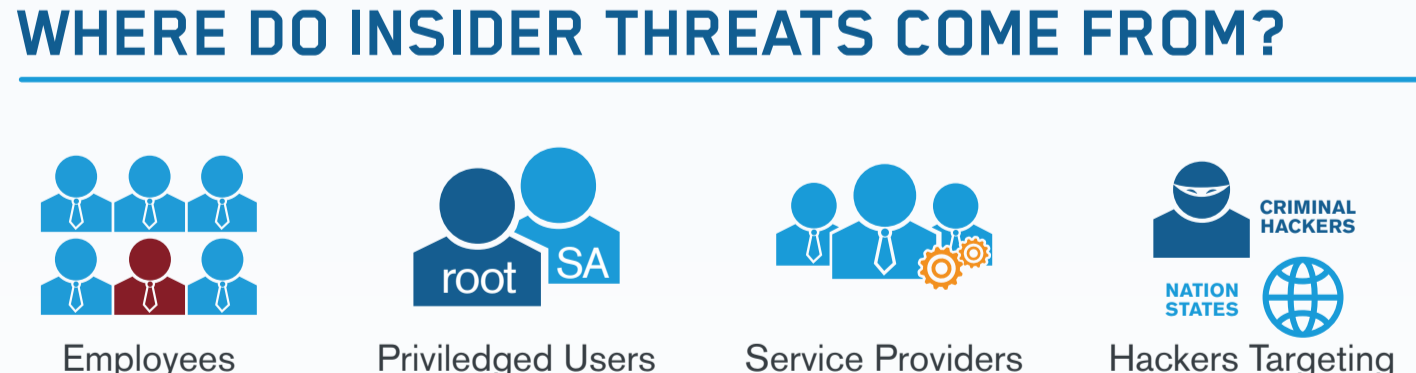 WHERE DO INSIDER THREATS COME FROM?
root
SA
CRIMINAL
HACKERS
NATION
STATES
Employees
Priviledged Users
Service Providers
Hackers Targeting